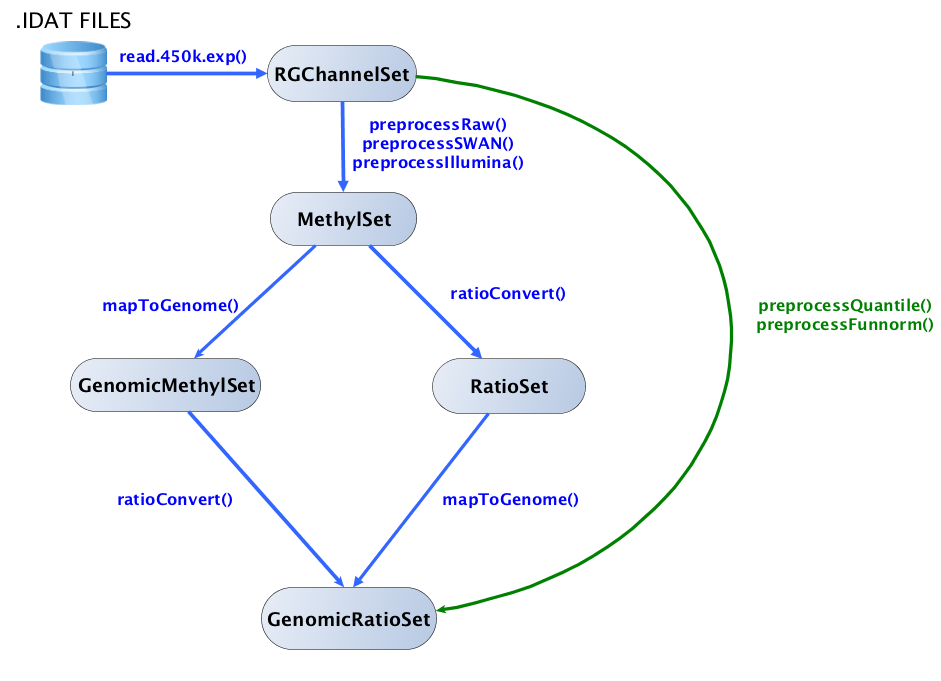 .IDAT FILES
read.450k.exp()
RGChannelSet
preprocessRaw()
preprocessSWAN()
preprocessIllumina()
MethylSet
mapToGenome()
ratioConvert()
preprocessQuantile()
preprocessFunnorm()
GenomicMethylSet
RatioSet
ratioConvert()
mapToGenome()
GenomicRatioSet